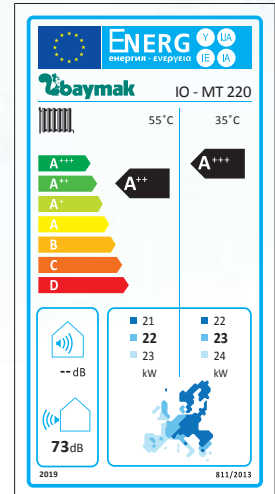 ENERG Y IJA
енергия · ενεργεια IE IA
baymak IO - MT 220
55˚C 35˚C
A+++ A+++
A++ A++
A+
A
B
C
D
21 22
22 23
23 24
kW kW
-- dB
73dB
2019 811/2013